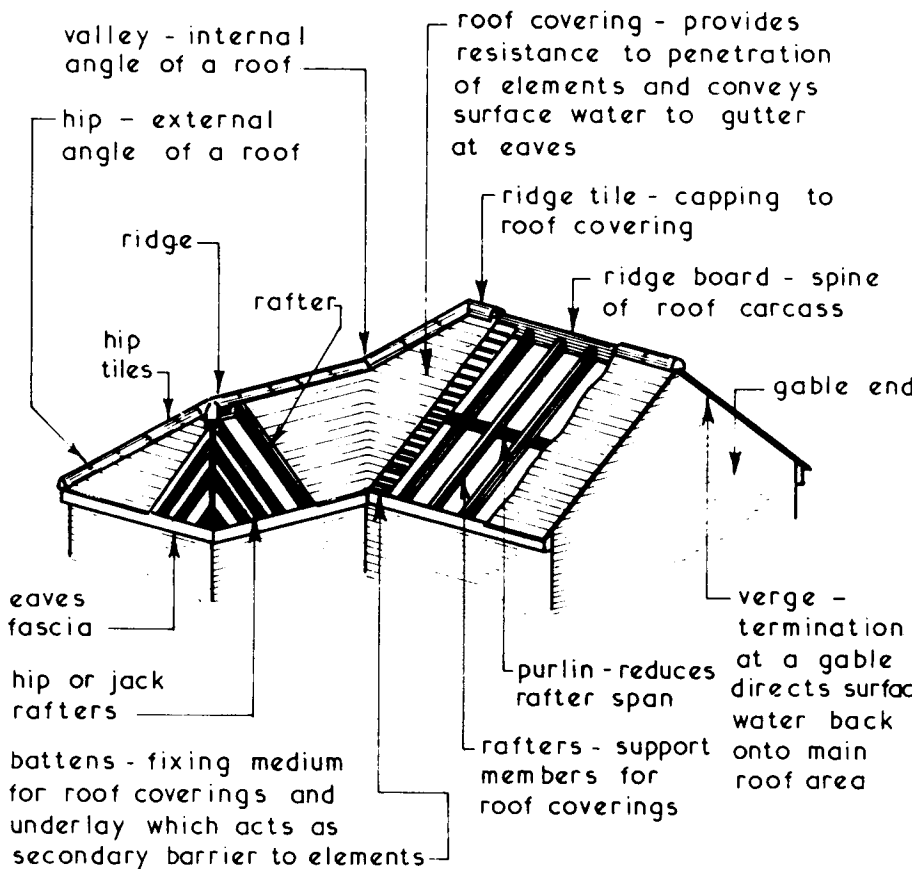 valley - internal
angle of a roof
hip - external
angle of a roof
ridge
rafter
hip
tiles
roof covering - provides
resistance to penetration
of elements and conveys
surface water to gutter
at eaves
ridge tile - capping to
roof covering
ridge board - spine
of roof carcass
gable end
eaves
fascia
hip or jack
rafters
battens - fixing medium
for roof coverings and
underlay which acts as
secondary barrier to elements
purlin - reduces
rafter span
rafters - support
members for
roof coverings
verge -
termination
at a gable
directs surfac
water back
onto main
roof area